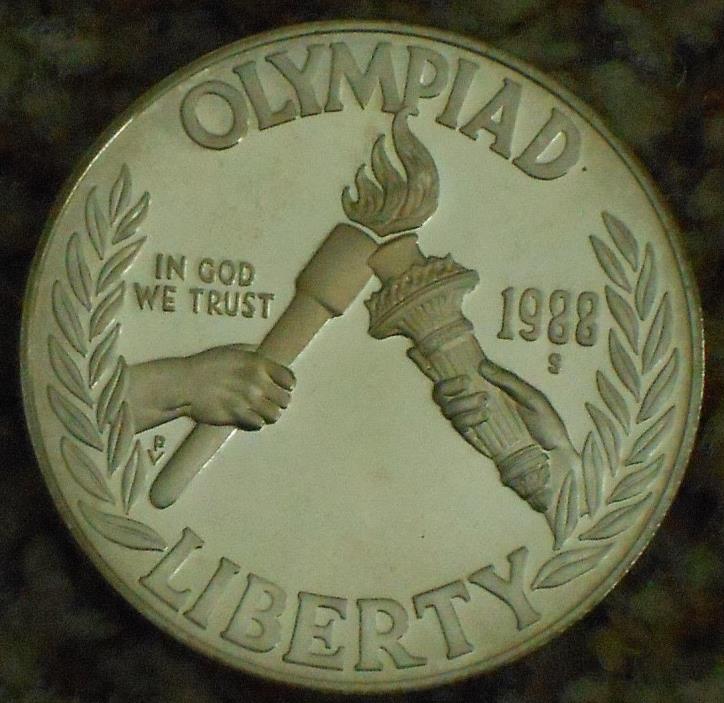 OLYMPIAD
IN GOD
WE TRUST
1988
S
P
V
LIBERTY